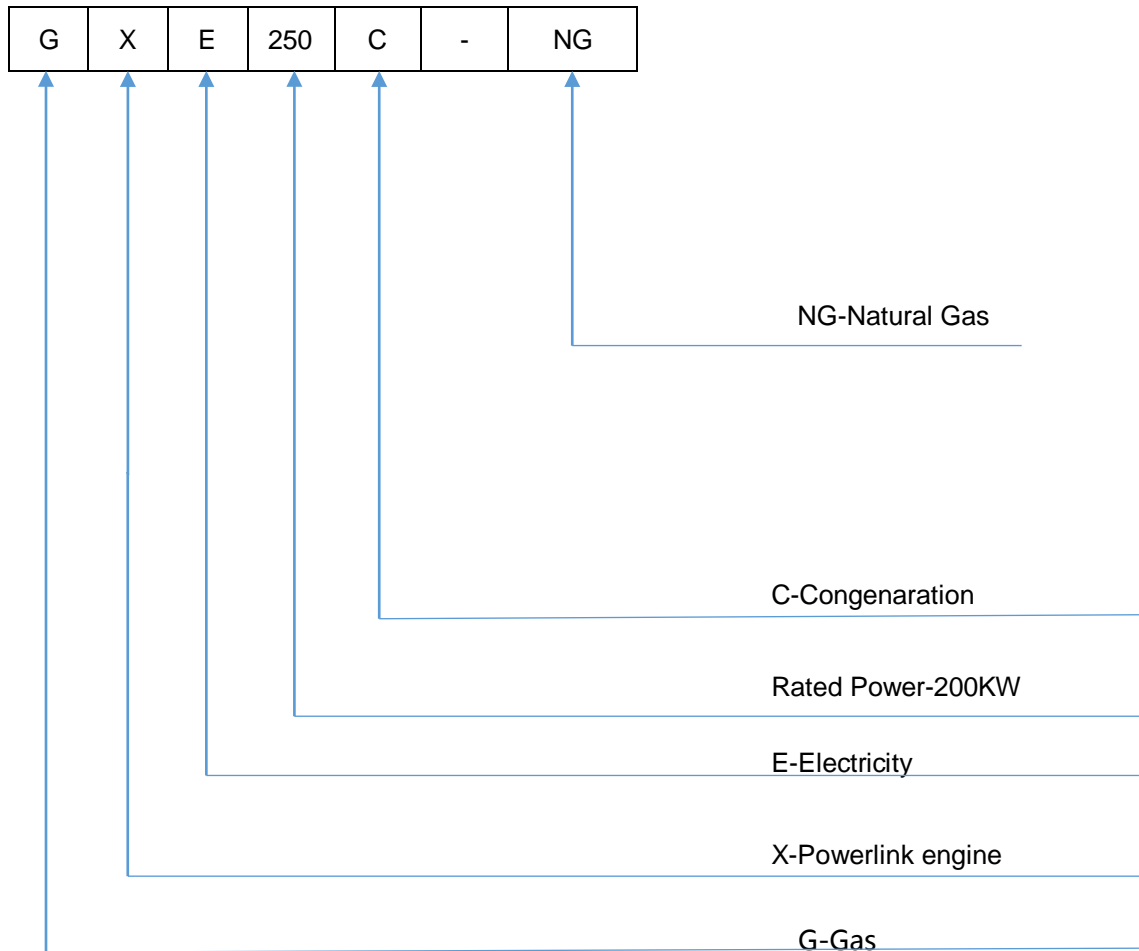 G X E 250 C - NG
NG-Natural Gas
C-Congenaration
Rated Power-200KW
E-Electricity
X-Powerlink engine
G-Gas